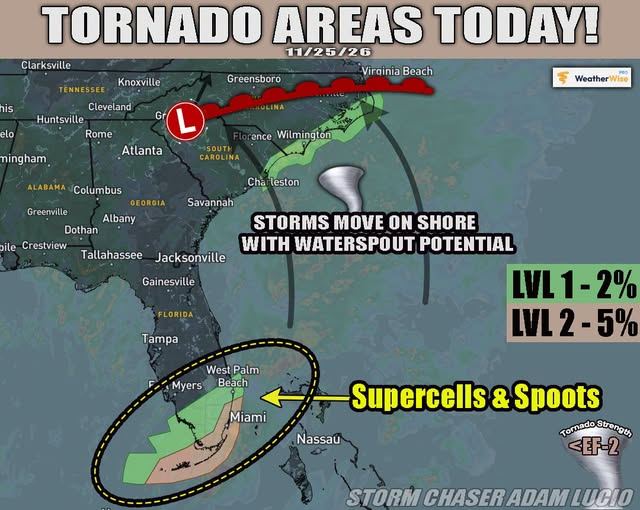 TORNADO AREAS TODAY!
11/25/26
Clarksville
Knoxville
Greensboro
Virginia Beach
PRO
WeatherWise
TENNESSEE
Cleveland
Huntsville
Rome
Atlanta
L
Florence Wilmington
SOUTH
CAROLINA
Charleston
ALABAMA Columbus
GEORGIA
Savannah
Greenville
Albany
Dothan
Crestview
Tallahassee Jacksonville
Gainesville
STORMS MOVE ON SHORE
WITH WATERSPOUT POTENTIAL
LVL 1 - 2%
LVL 2 - 5%
FLORIDA
Tampa
West Palm
Beach
Myers
Miami
Nassau
Supercells & Spoots
Tornado Strength
<EF-2
STORM CHASER ADAM LUCIO